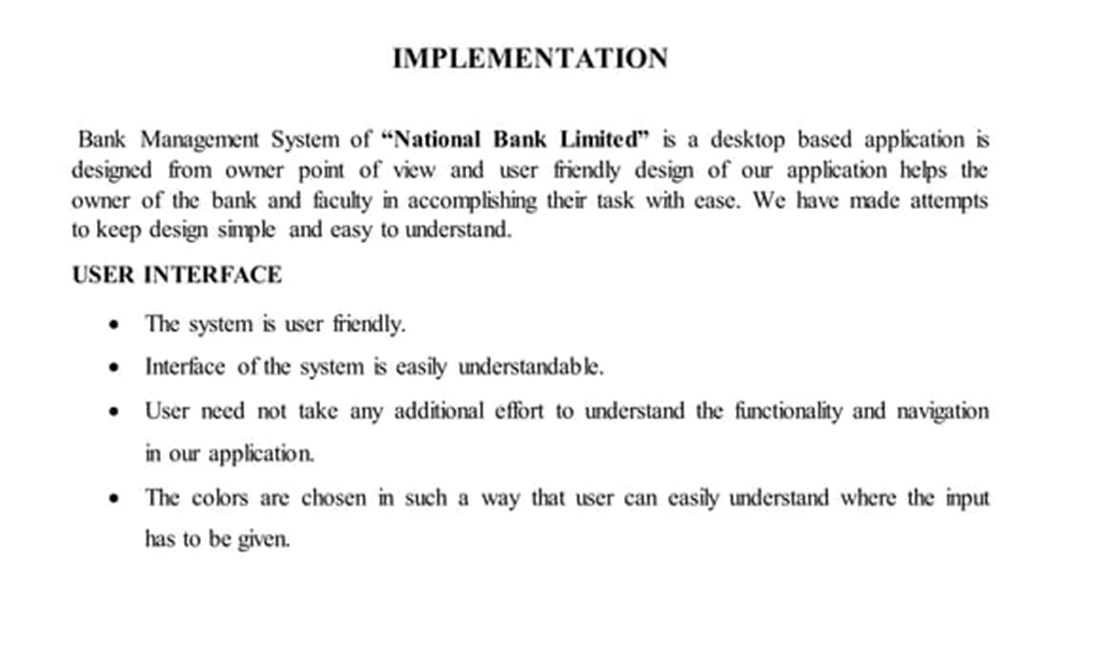 IMPLEMENTATION
Bank Management System of “National Bank Limited” is a desktop based application is
designed from owner point of view and user friendly design of our application helps the
owner of the bank and faculty in accomplishing their task with ease. We have made attempts
to keep design simple and easy to understand.
USER INTERFACE
• The system is user friendly.
• Interface of the system is easily understandable.
• User need not take any additional effort to understand the functionality and navigation
in our application.
• The colors are chosen in such a way that user can easily understand where the input
has to be given.